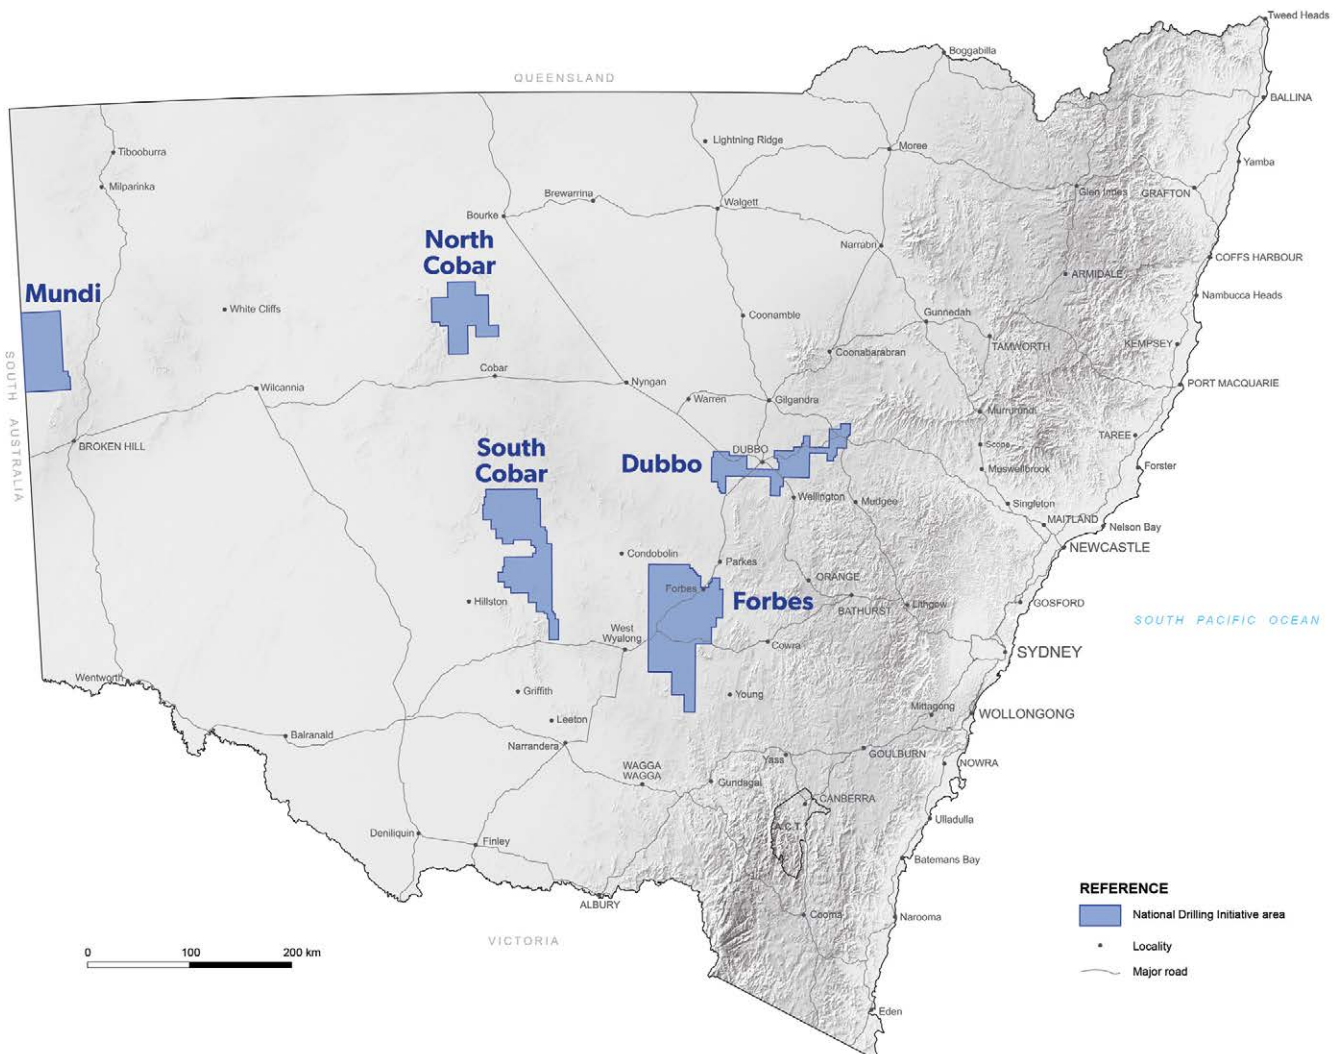 Tweed Heads
Boggabilla
QUEENSLAND
BALLINA
Lightning Ridge
Moree
Tibooburra
Yamba
Milparinka
Glen Innes
GRAFTON
Brewarrina
Walgett
Bourke
North
Cobar
Narrabri
COFFS HARBOUR
ARMIDALE
Mundi
Nambucca Heads
White Cliffs
Coonamble
Gunnedah
TAMWORTH
KEMPSEY
Coonabarabran
SOUTH AUSTRALIA
Cobar
Nyngan
Wilcannia
PORT MACQUARIE
Warren
Gilgandra
Murrurundi
BROKEN HILL
TAREE
South
Cobar
Dubbo
DUBBO
Scone
Muswellbrook
Forster
Wellington
Mudgee
Singleton
MAITLAND
Nelson Bay
NEWCASTLE
Condobolin
Parkes
ORANGE
Forbes
Forbes
Hillston
BATHURST
Lithgow
GOSFORD
SOUTH PACIFIC OCEAN
West
Wyalong
Cowra
SYDNEY
Wentworth
Griffith
Young
Mittagong
WOLLONGONG
Leeton
Balranald
Narrandera
GOULBURN
Yass
NOWRA
WAGGA
WAGGA
Gundagai
CANBERRA
A.C.T.
Ulladulla
Deniliquin
Finley
Batemans Bay
ALBURY
Cooma
Narooma
VICTORIA
Eden
REFERENCE
National Drilling Initiative area
Locality
Major road
0 100 200 km